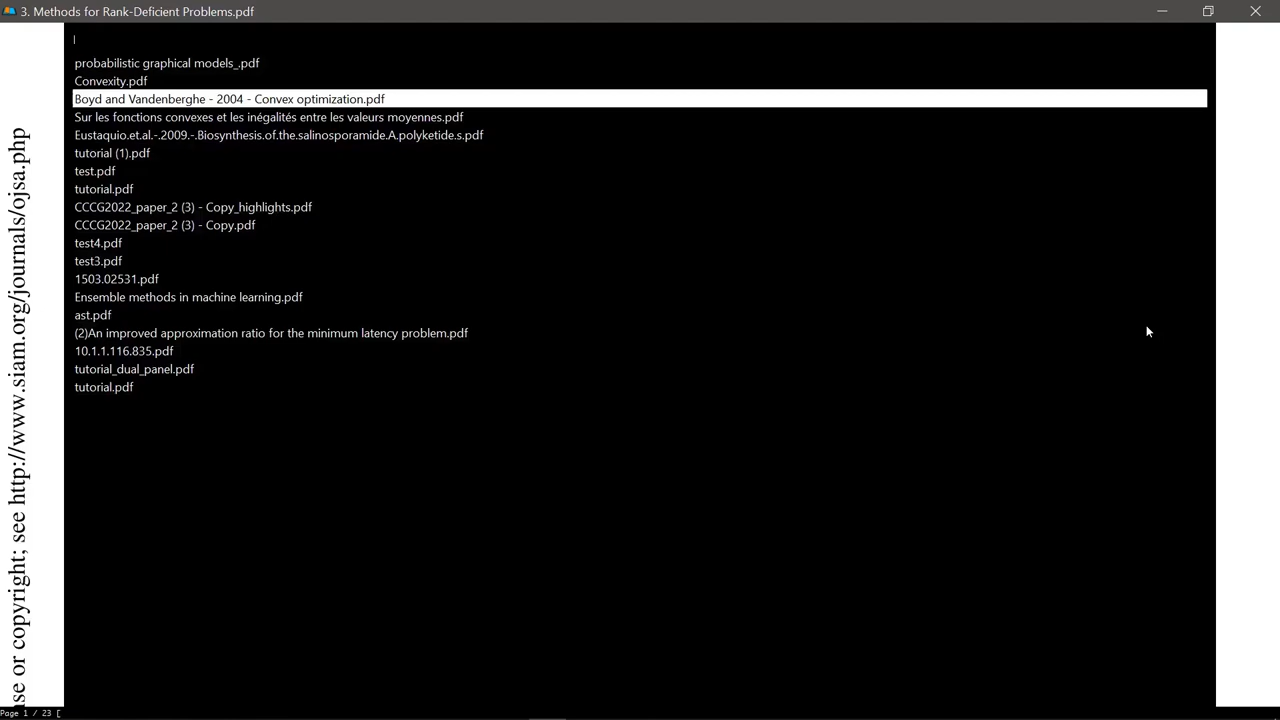 3. Methods for Rank-Deficient Problems.pdf
probabilistic graphical models_.pdf
Convexity.pdf
Boyd and Vandenberghe - 2004 - Convex optimization.pdf
Sur les fonctions convexes et les inégalités entre les valeurs moyennes.pdf
Eustaquio.et.al.-.2009.-.Biosynthesis.of.the.salinosporamide.A.polyketide.s.pdf
tutorial (1).pdf
test.pdf
tutorial.pdf
CCCG2022_paper_2 (3) - Copy_highlights.pdf
CCCG2022_paper_2 (3) - Copy.pdf
test4.pdf
test3.pdf
1503.02531.pdf
Ensemble methods in machine learning.pdf
ast.pdf
(2)An improved approximation ratio for the minimum latency problem.pdf
10.1.1.116.835.pdf
tutorial_dual_panel.pdf
tutorial.pdf
se or copyright; see http://www.siam.org/journals/ojsa.php
Page 1 / 23 [